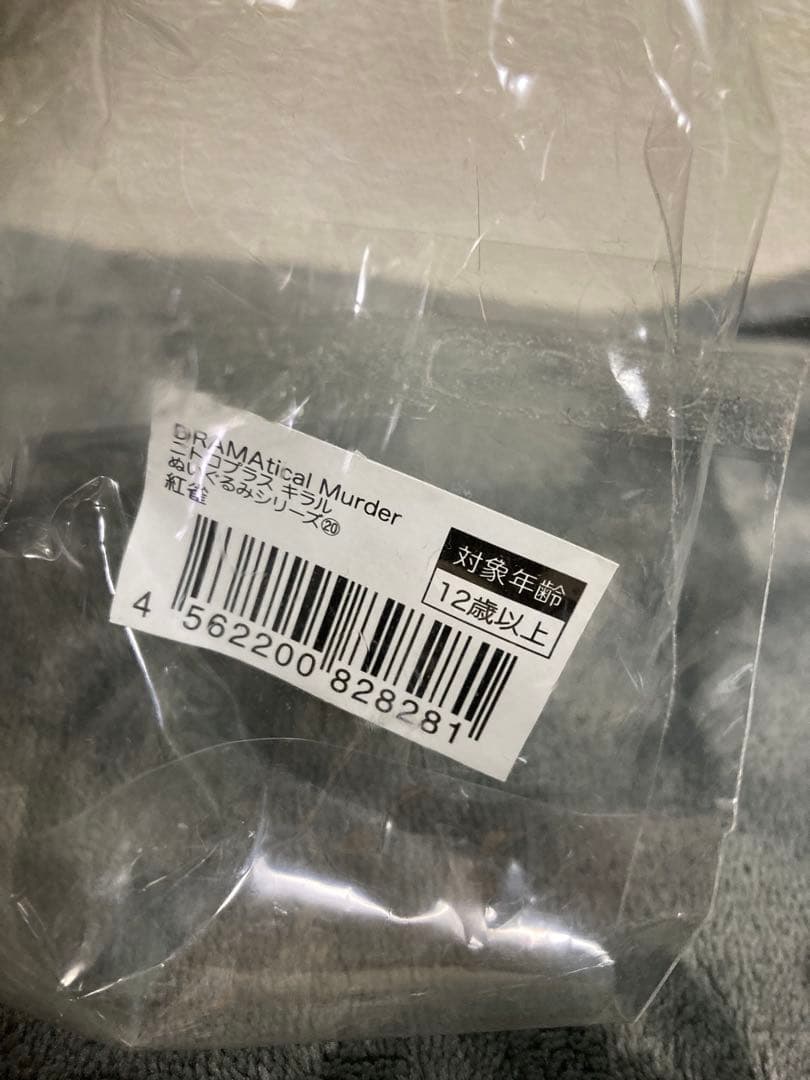 DRAMAtical Murder
ニトロプラス キラル
ぬいぐるみシリーズ⑳
紅雀
対象年齢
12歳以上
4 562200 828281